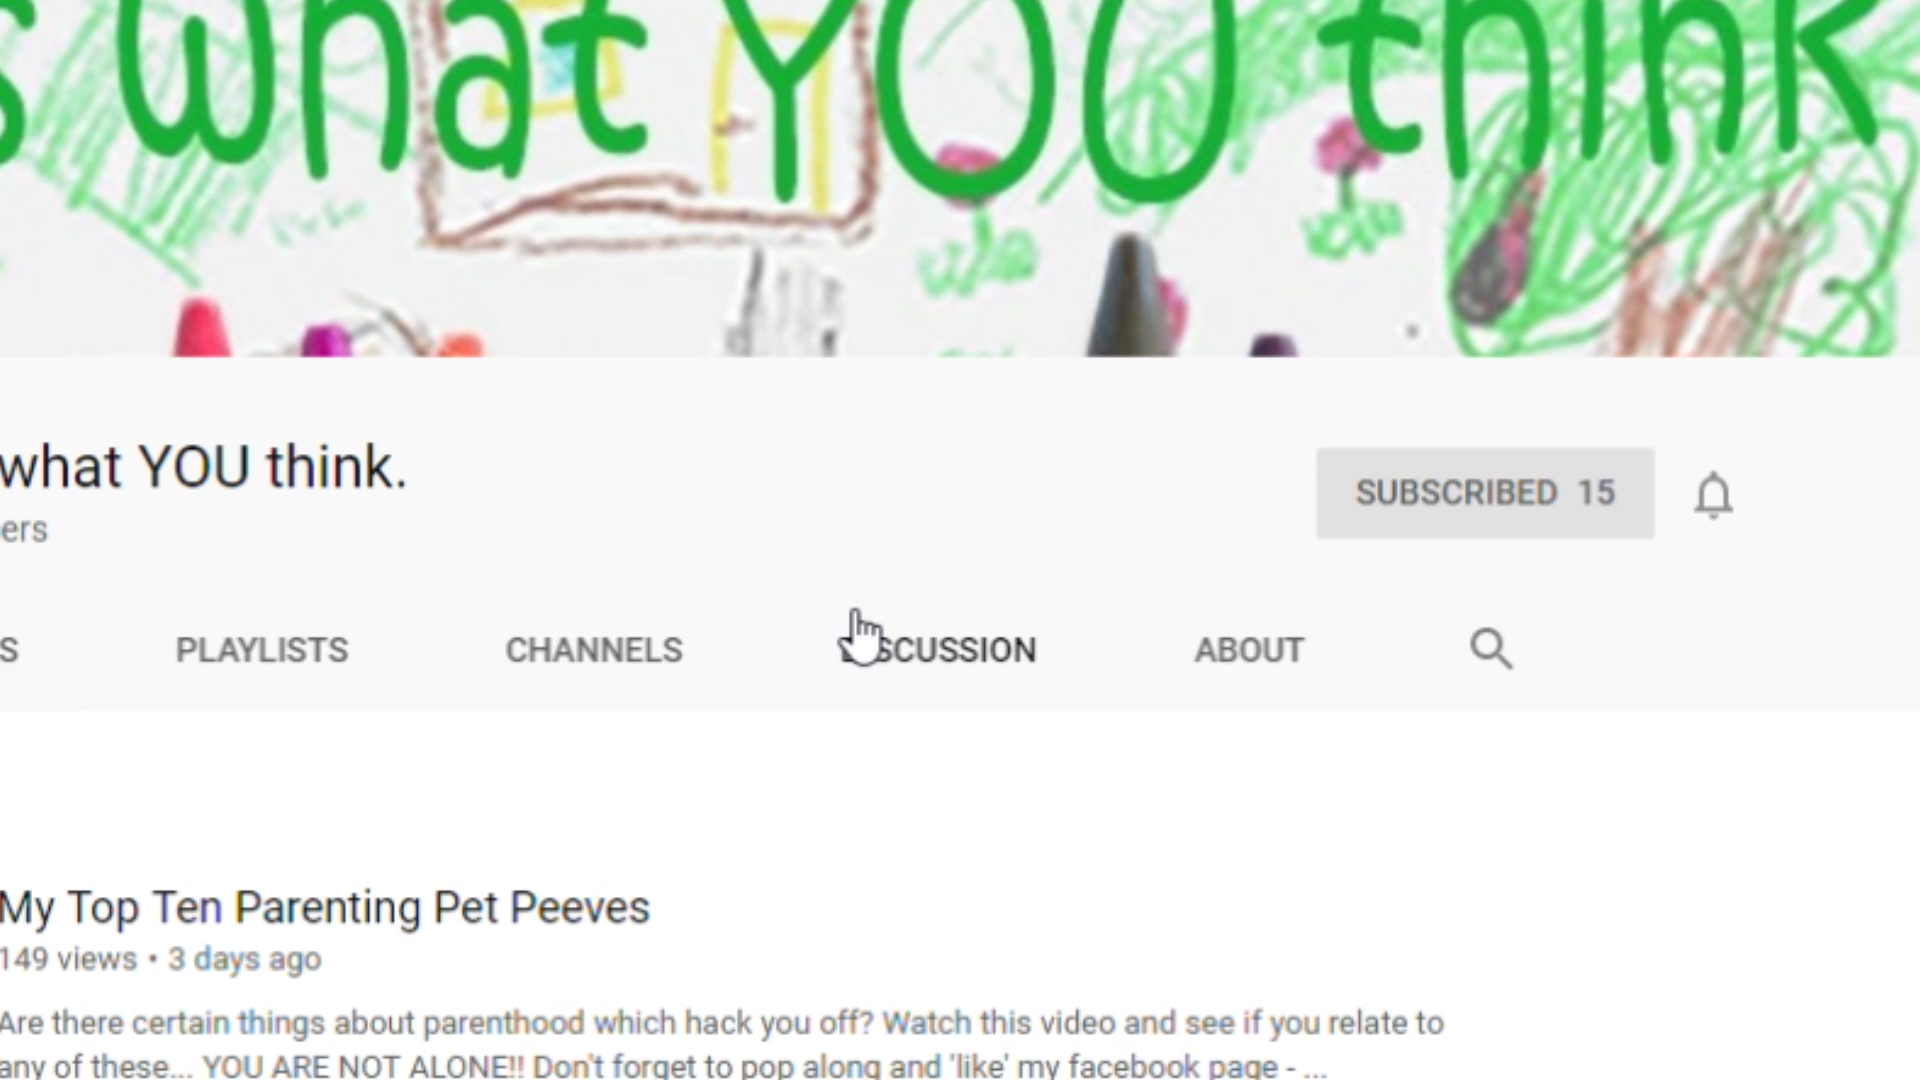 s what YOU think
what YOU think.
SUBSCRIBED 15
ers
S PLAYLISTS CHANNELS DISCUSSION ABOUT
My Top Ten Parenting Pet Peeves
149 views • 3 days ago
Are there certain things about parenthood which hack you off? Watch this video and see if you relate to
any of these... YOU ARE NOT ALONE!! Don't forget to pop along and 'like' my facebook page - ...